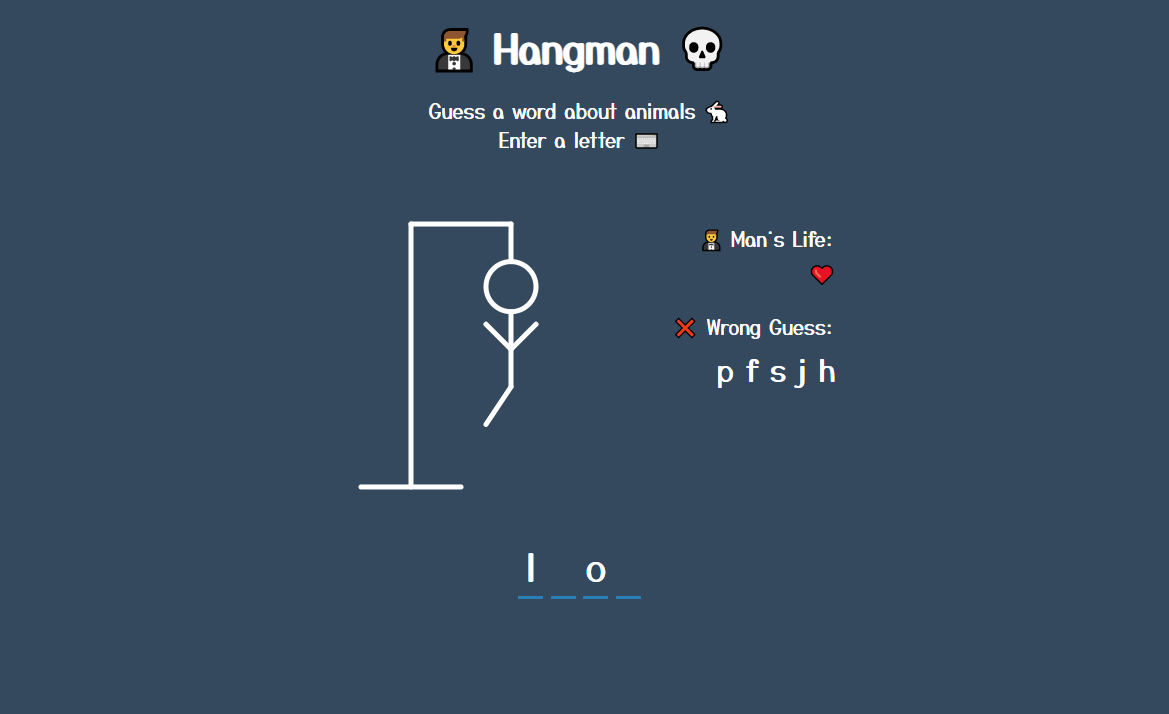 Hangman
Guess a word about animals
Enter a letter
Man's Life:
Wrong Guess:
p f s j h
l _ o _